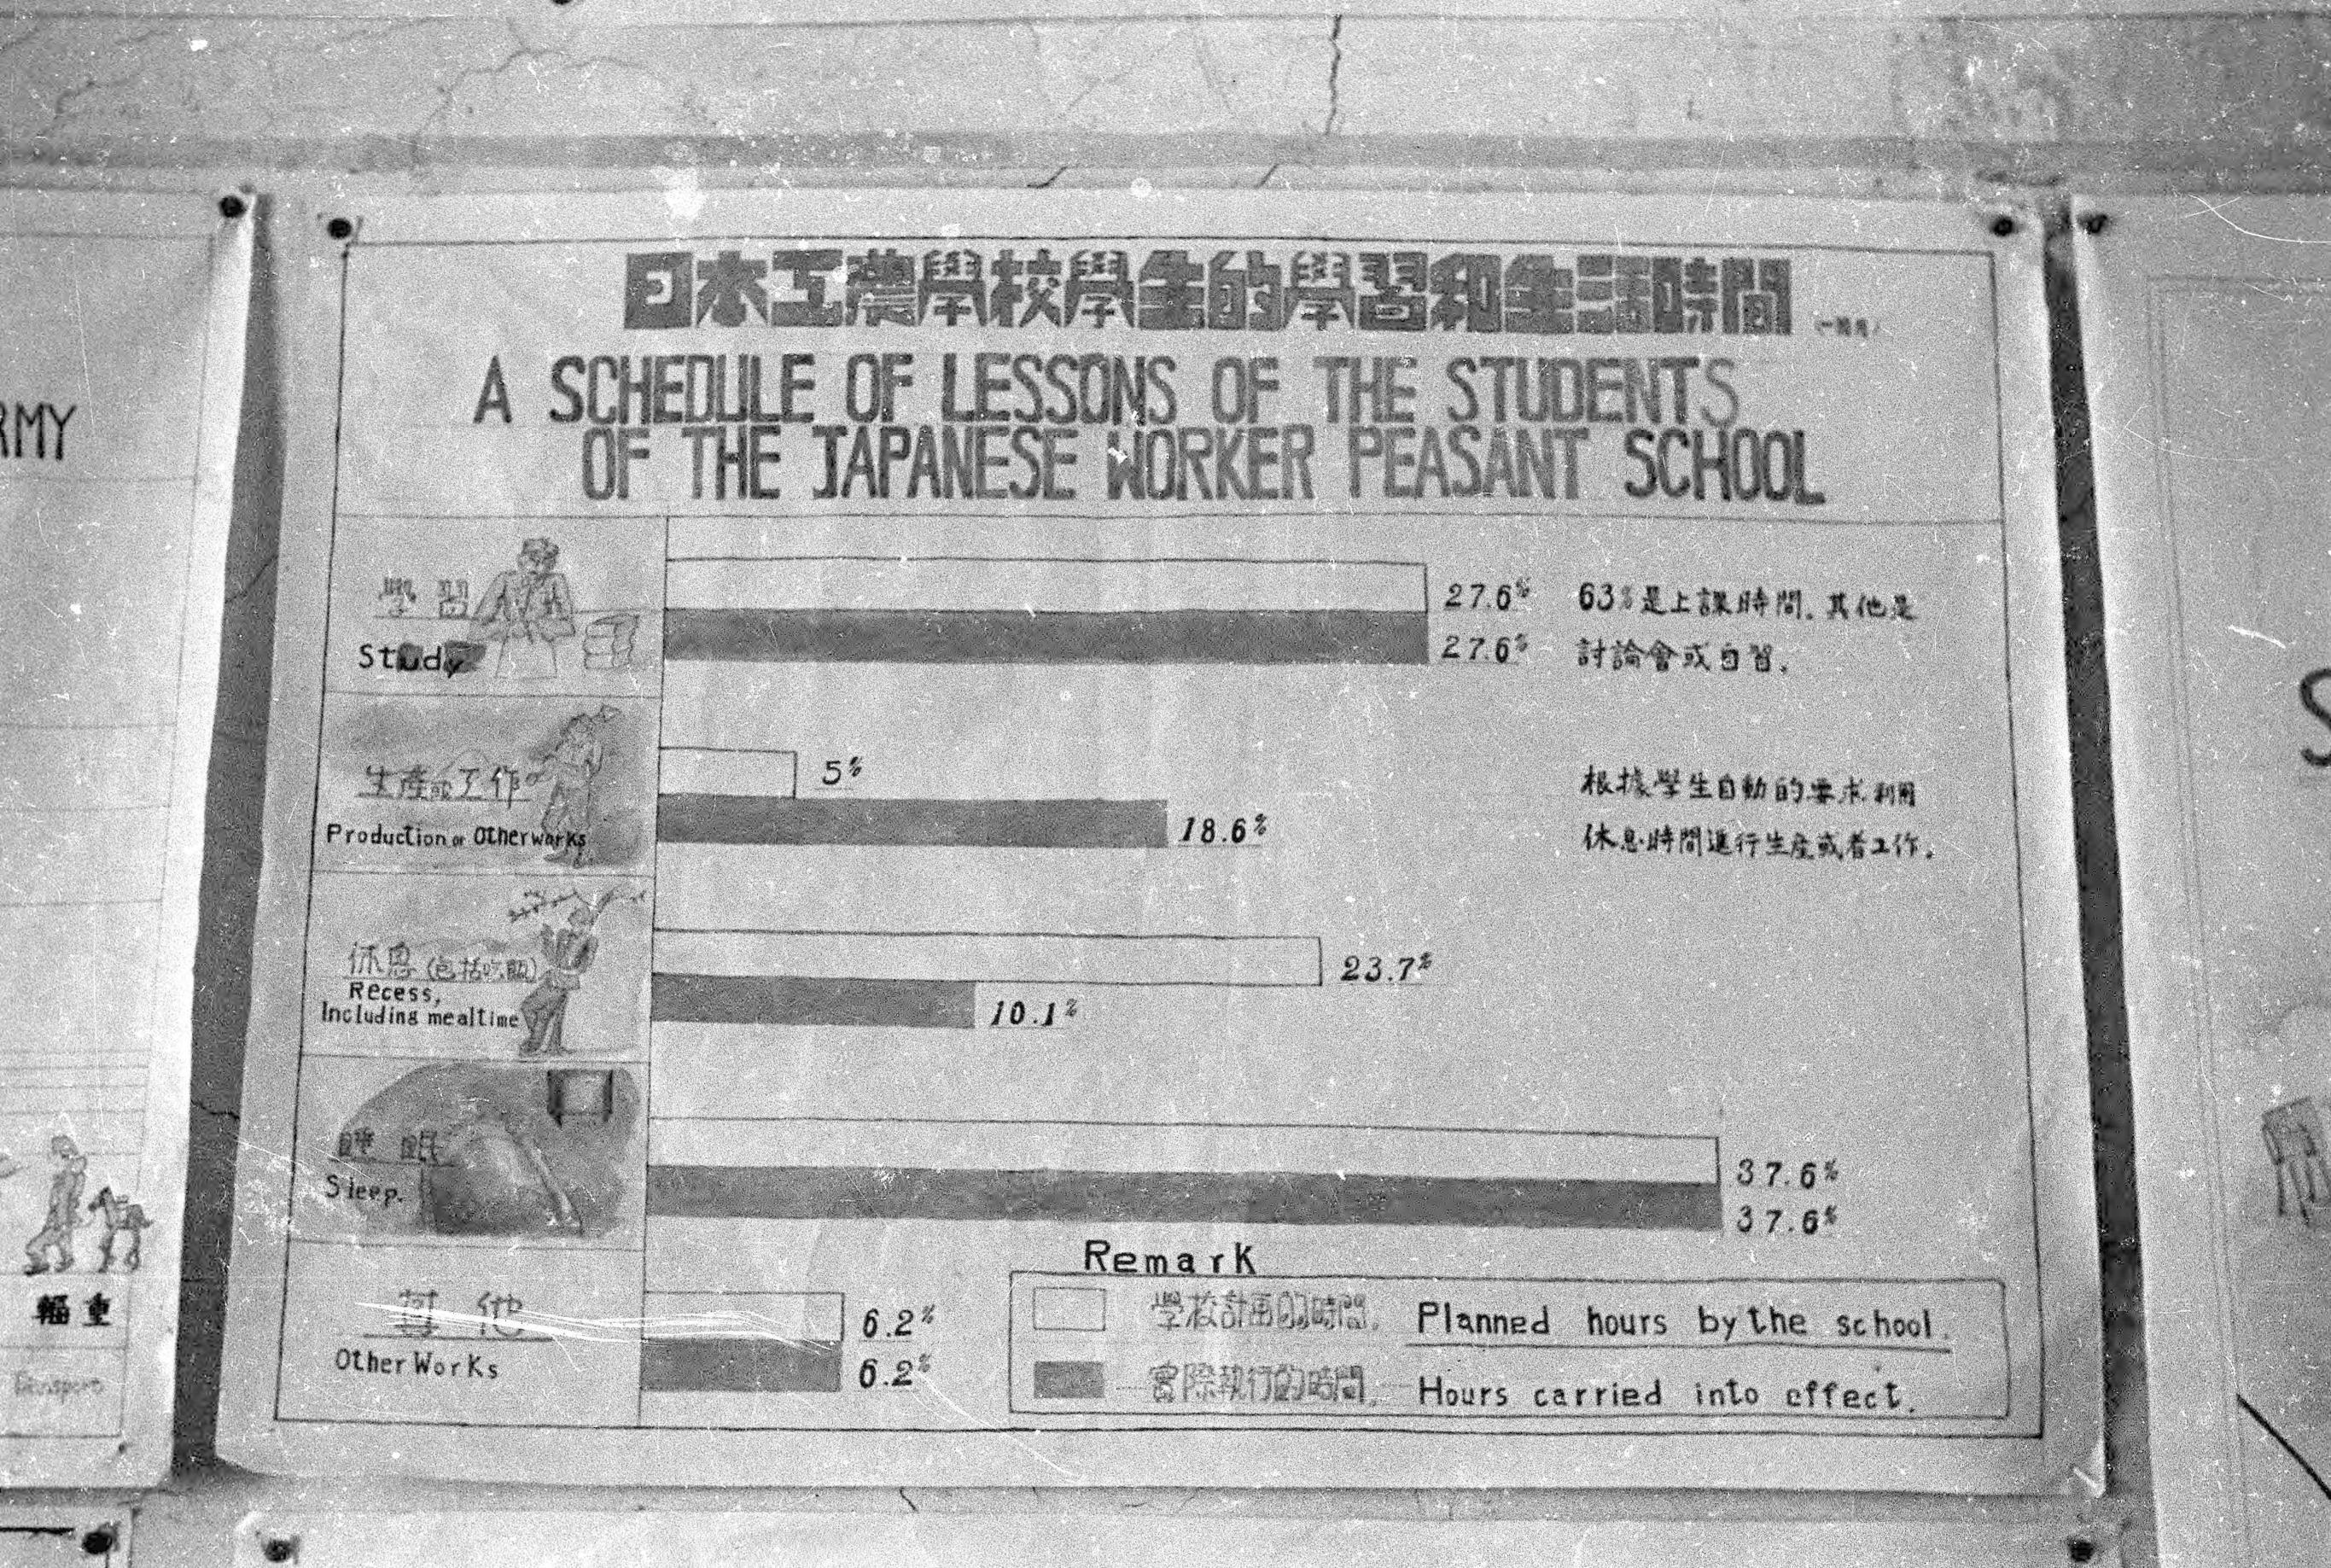 日本工農學校學生的學習和生活時間
A SCHEDULE OF LESSONS OF THE STUDENTS
OF THE JAPANESE WORKER PEASANT SCHOOL
學習
Study
27.6%
27.6%
63%是上課時間．其他是
討論會或自習．
生產或工作
Production or Other works
5%
18.6%
根據學生自動的要求利用
休息時間進行生產或者工作．
休息(包括吃飯)
Recess,
Including mealtime
23.7%
10.1%
睡眠
Sleep.
37.6%
37.6%
其他
Other Works
6.2%
6.2%
Remark
學校計画的時間． Planned hours by the school.
實際執行的時間． Hours carried into effect.
RMY
輜重
Transport
S